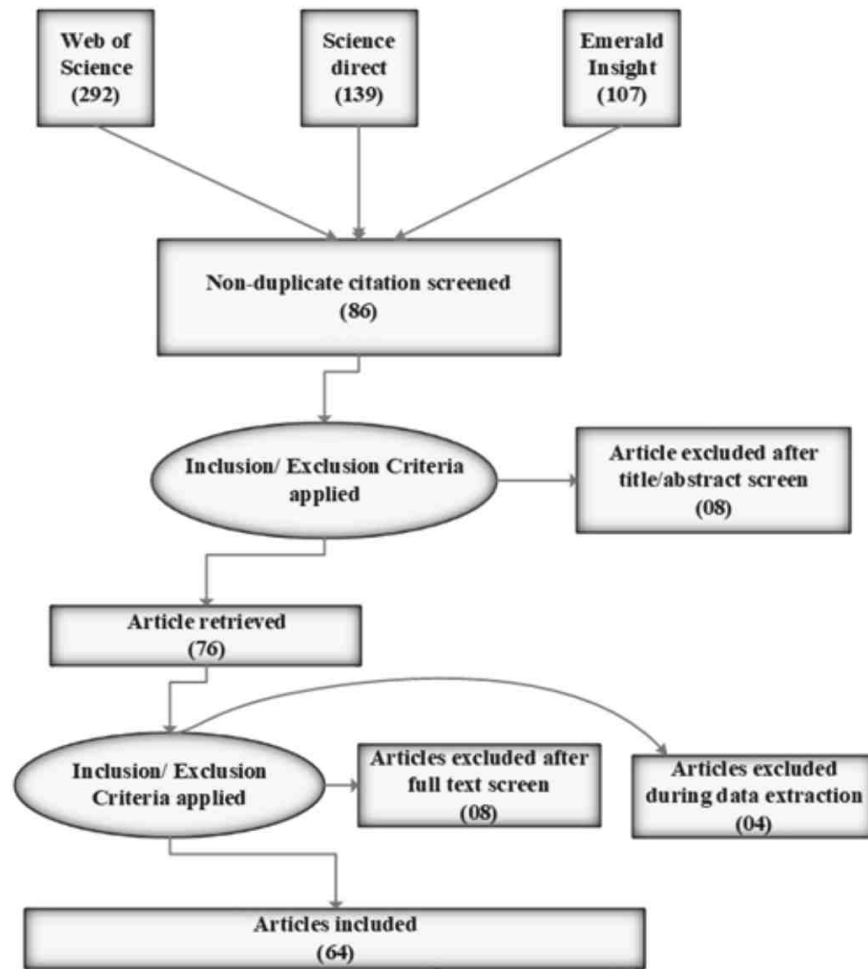 Web of
Science
(292)
Science
direct
(139)
Emerald
Insight
(107)
Non-duplicate citation screened
(86)
Inclusion/ Exclusion Criteria
applied
Article excluded after
title/abstract screen
(08)
Article retrieved
(76)
Inclusion/ Exclusion
Criteria applied
Articles excluded after
full text screen
(08)
Articles excluded
during data extraction
(04)
Articles included
(64)